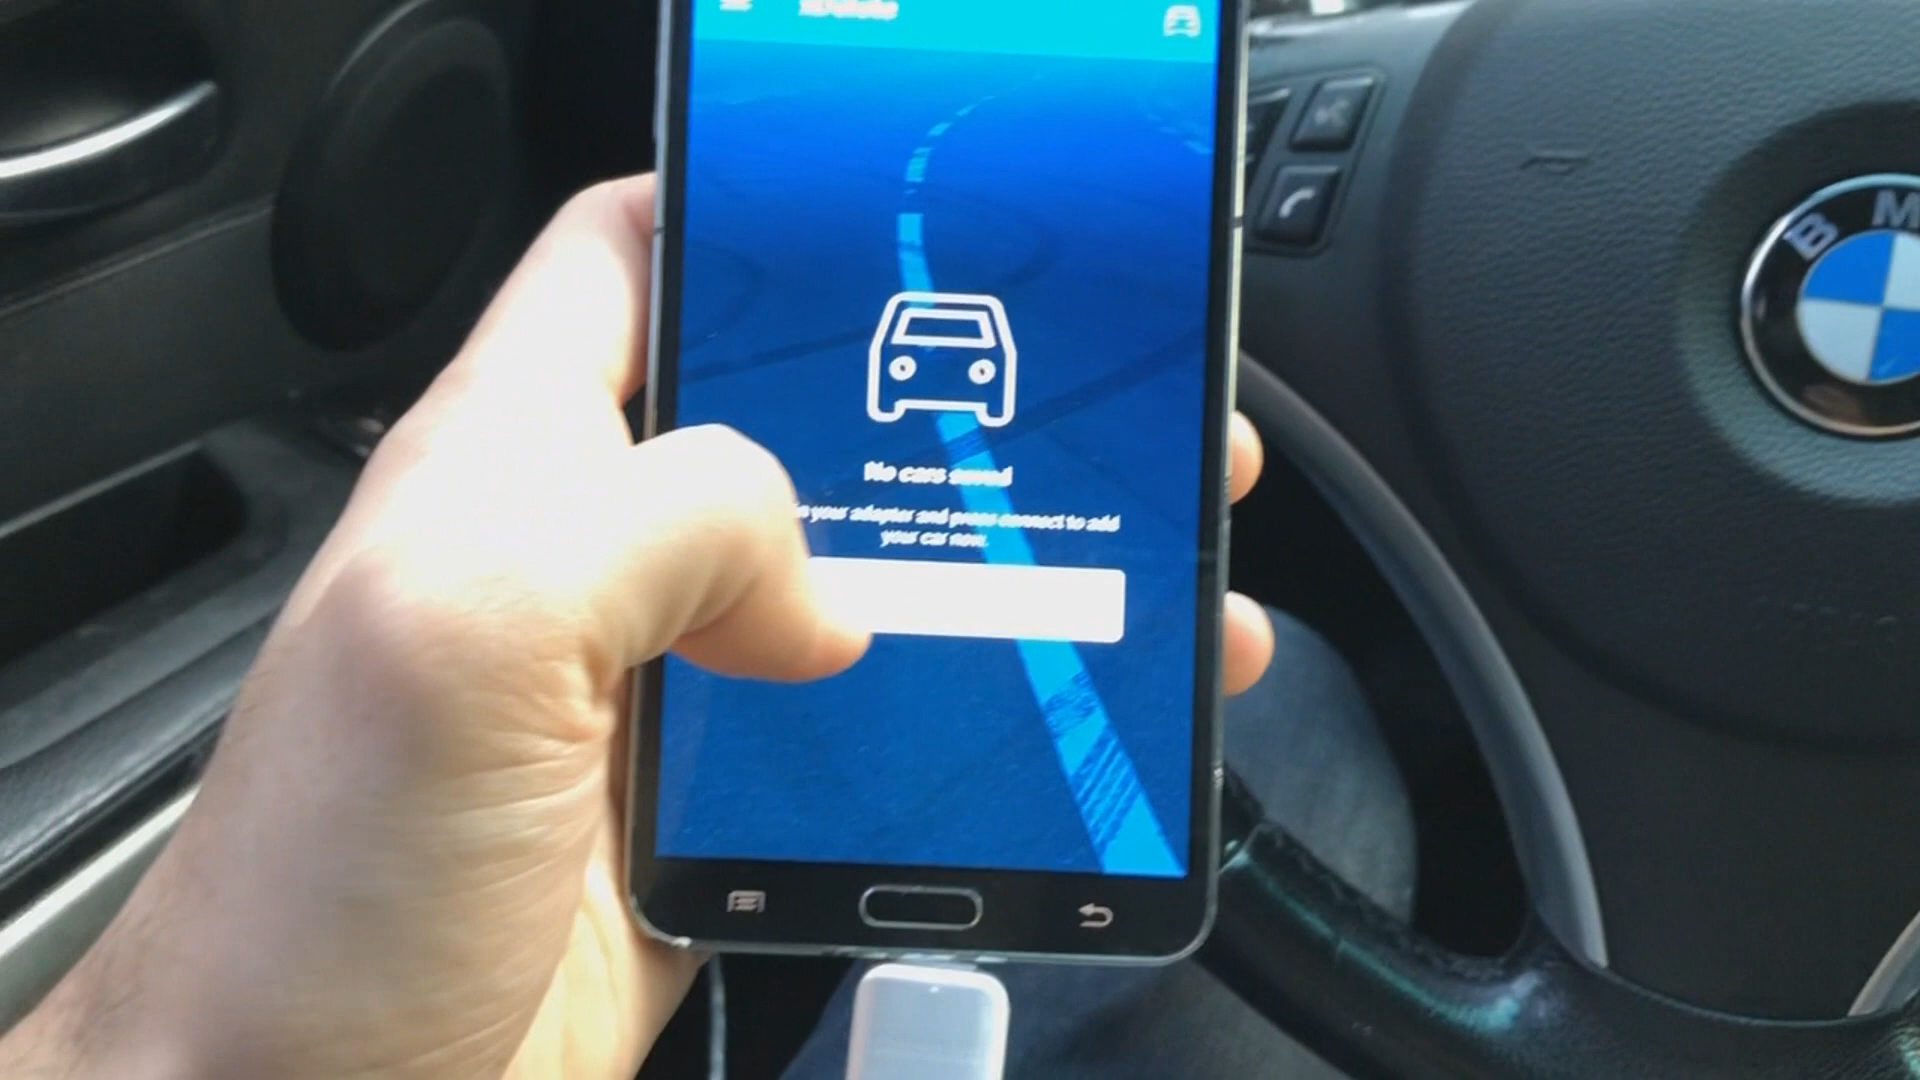 No cars saved
your adapter and press connect to add
your car now.
B M